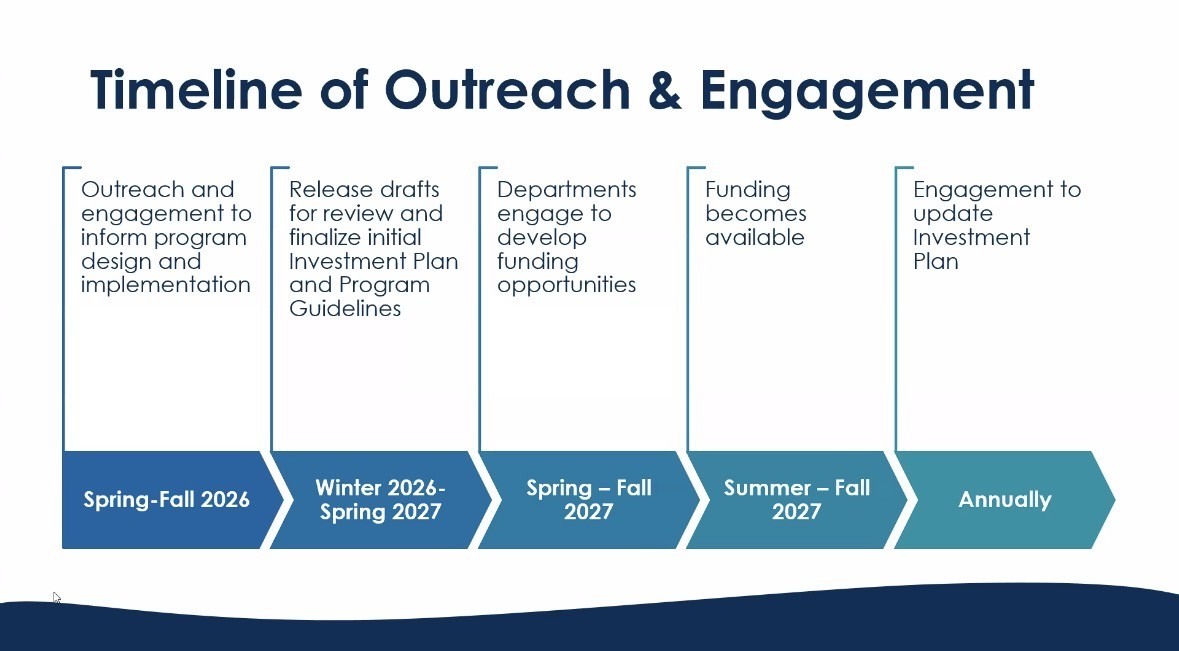 Timeline of Outreach & Engagement
Outreach and
engagement to
inform program
design and
implementation
Release drafts
for review and
finalize initial
Investment Plan
and Program
Guidelines
Departments
engage to
develop
funding
opportunities
Funding
becomes
available
Engagement to
update
Investment
Plan
Spring-Fall 2026
Winter 2026-
Spring 2027
Spring – Fall
2027
Summer – Fall
2027
Annually